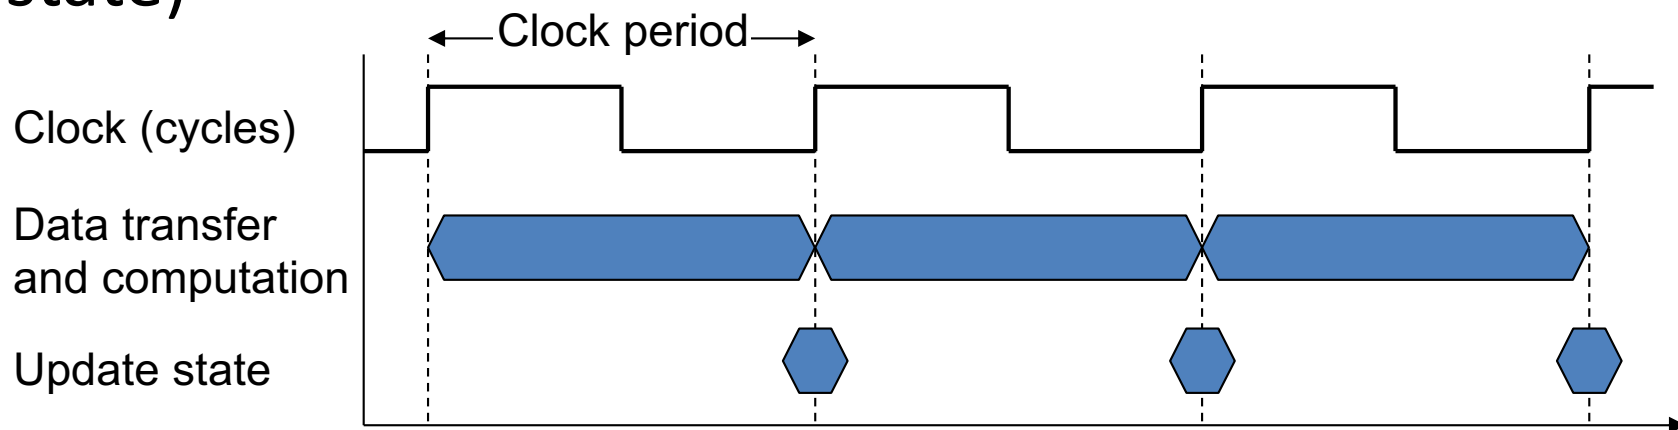 state)
Clock period
Clock (cycles)
Data transfer
and computation
Update state